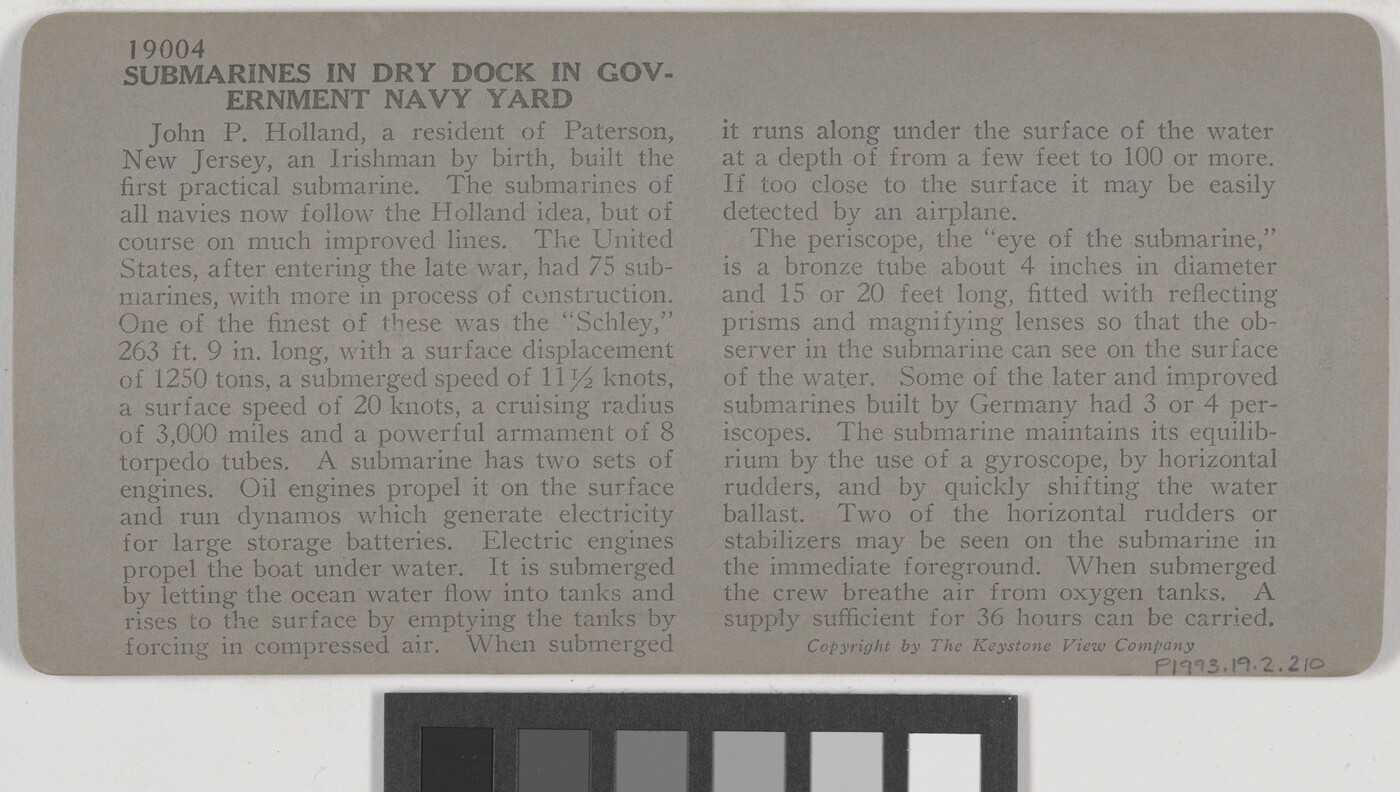 19004
SUBMARINES IN DRY DOCK IN GOV-
ERNMENT NAVY YARD
John P. Holland, a resident of Paterson,
New Jersey, an Irishman by birth, built the
first practical submarine. The submarines of
all navies now follow the Holland idea, but of
course on much improved lines. The United
States, after entering the late war, had 75 sub-
marines, with more in process of construction.
One of the finest of these was the “Schley,”
263 ft. 9 in. long, with a surface displacement
of 1250 tons, a submerged speed of 11½ knots,
a surface speed of 20 knots, a cruising radius
of 3,000 miles and a powerful armament of 8
torpedo tubes. A submarine has two sets of
engines. Oil engines propel it on the surface
and run dynamos which generate electricity
for large storage batteries. Electric engines
propel the boat under water. It is submerged
by letting the ocean water flow into tanks and
rises to the surface by emptying the tanks by
forcing in compressed air. When submerged
it runs along under the surface of the water
at a depth of from a few feet to 100 or more.
If too close to the surface it may be easily
detected by an airplane.
The periscope, the “eye of the submarine,”
is a bronze tube about 4 inches in diameter
and 15 or 20 feet long, fitted with reflecting
prisms and magnifying lenses so that the ob-
server in the submarine can see on the surface
of the water. Some of the later and improved
submarines built by Germany had 3 or 4 per-
iscopes. The submarine maintains its equilib-
rium by the use of a gyroscope, by horizontal
rudders, and by quickly shifting the water
ballast. Two of the horizontal rudders or
stabilizers may be seen on the submarine in
the immediate foreground. When submerged
the crew breathe air from oxygen tanks. A
supply sufficient for 36 hours can be carried.
Copyright by The Keystone View Company
P1993.19.2.210